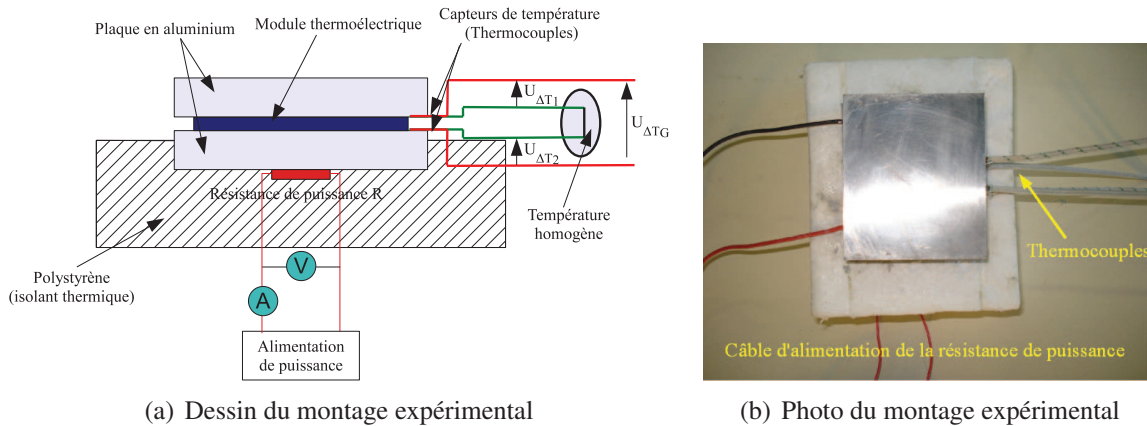 Plaque en aluminium
Module thermoélectrique
Capteurs de température
(Thermocouples)
U ΔT1
U ΔTG
U ΔT2
Résistance de puissance R
Température
homogène
Polystyrène
(isolant thermique)
V
A
Alimentation
de puissance
Thermocouples
Câble d'alimentation de la résistance de puissance
(a) Dessin du montage expérimental
(b) Photo du montage expérimental